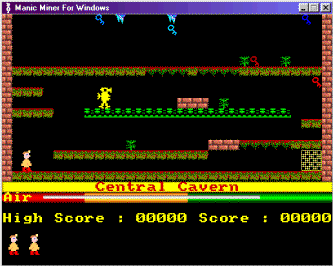 Manic Miner For Windows
Central Cavern
Air
High Score : 00000 Score : 00000